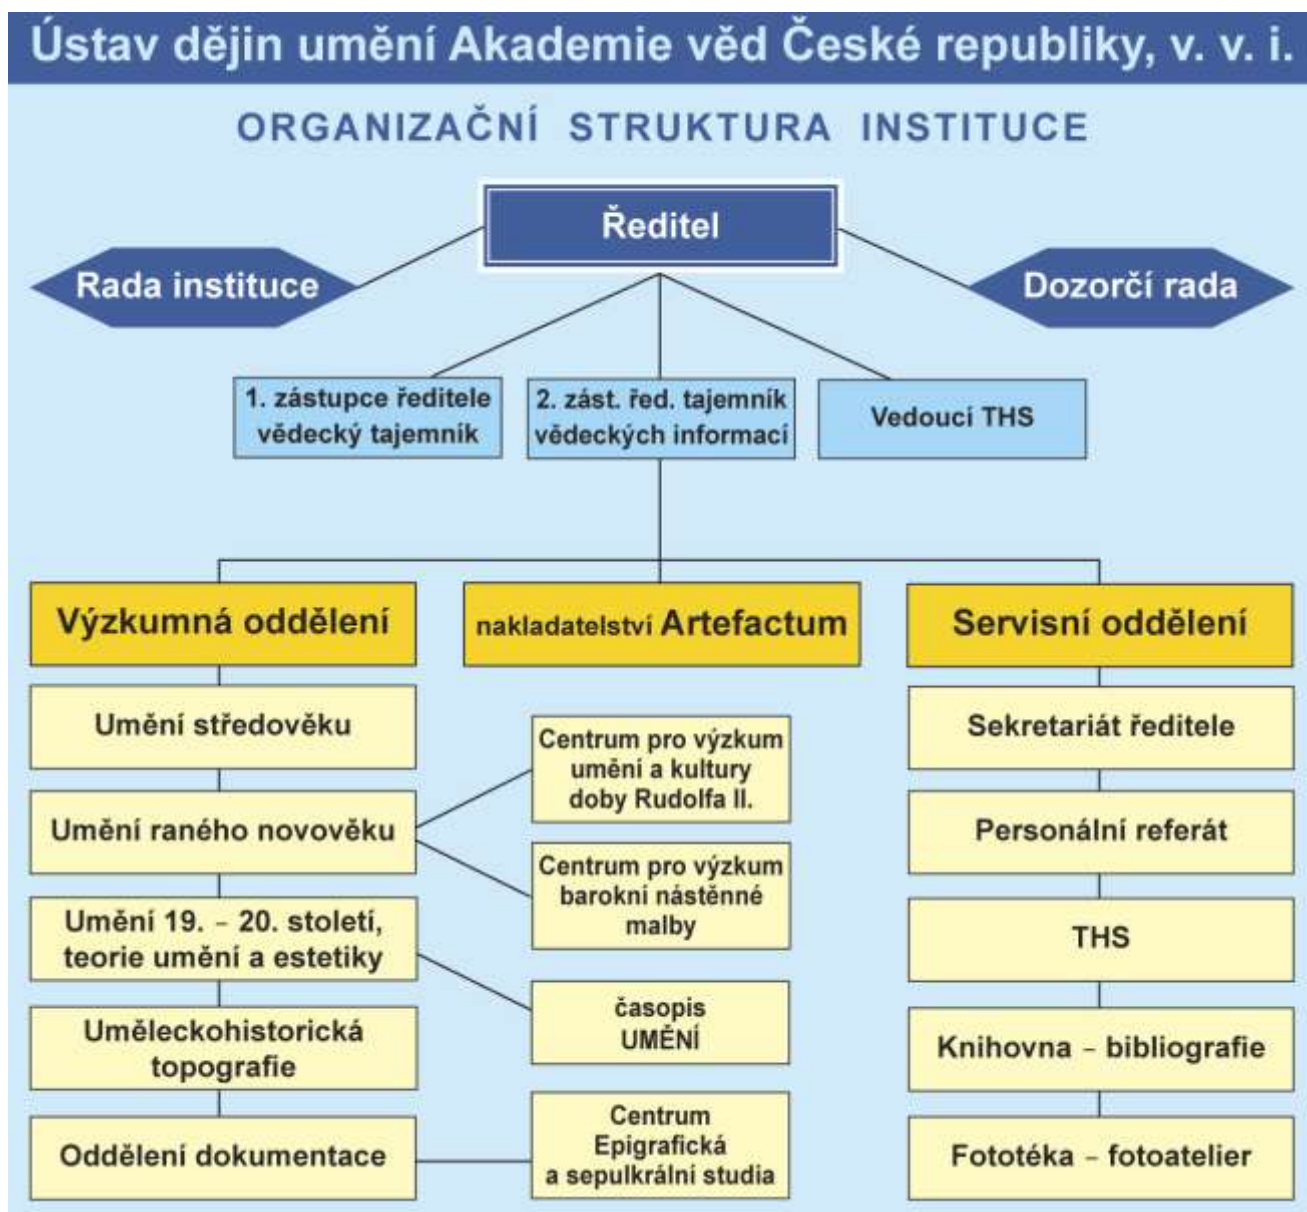 Ústav dějin umění Akademie věd České republiky, v. v. i.
ORGANIZAČNÍ STRUKTURA INSTITUCE
Ředitel
Rada instituce
Dozorčí rada
1. zástupce ředitele
vědecký tajemník
2. zást. řed. tajemník
vědeckých informací
Vedoucí THS
Výzkumná oddělení
nakladatelství Artefactum
Servisní oddělení
Umění středověku
Umění raného novověku
Umění 19. – 20. století,
teorie umění a estetiky
Uměleckohistorická
topografie
Oddělení dokumentace
Centrum pro výzkum
umění a kultury
doby Rudolfa II.
Centrum pro výzkum
barokní nástěnné
malby
časopis
UMĚNÍ
Centrum
Epigrafická
a sepulkrální studia
Sekretariát ředitele
Personální referát
THS
Knihovna – bibliografie
Fototéka – fotoatelier